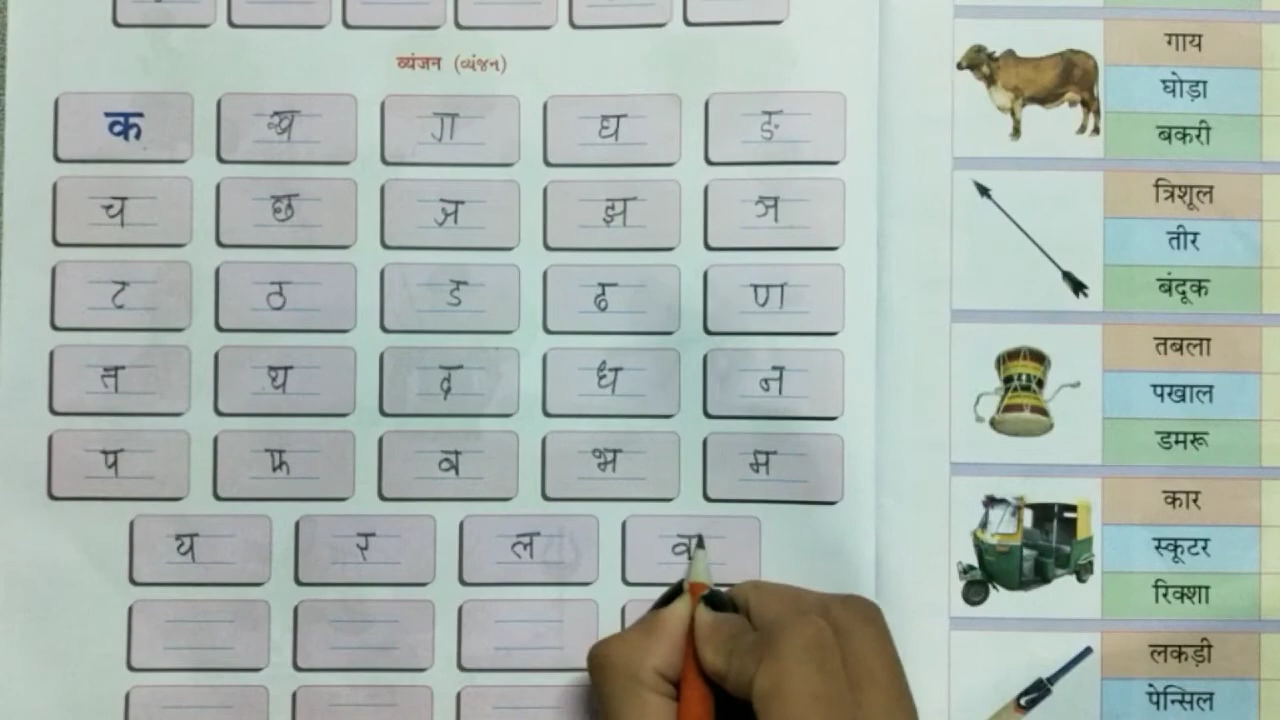 व्यंजन (વ્યંજન)
क ख ग घ ङ
च छ ज झ ञ
ट ठ ड ढ ण
त थ द ध न
प फ ब भ म
य र ल व
गाय
घोड़ा
बकरी
त्रिशूल
तीर
बंदूक
तबला
पखाल
डमरू
कार
स्कूटर
रिक्शा
लकड़ी
पेन्सिल